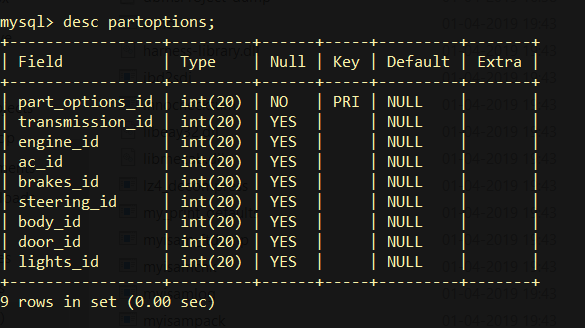 mysql> desc partoptions;
+-----------------+---------+------+-----+---------+-------+
| Field           | Type    | Null | Key | Default | Extra |
+-----------------+---------+------+-----+---------+-------+
| part_options_id | int(20) | NO   | PRI | NULL    |       |
| transmission_id | int(20) | YES  |     | NULL    |       |
| engine_id       | int(20) | YES  |     | NULL    |       |
| ac_id           | int(20) | YES  |     | NULL    |       |
| brakes_id       | int(20) | YES  |     | NULL    |       |
| steering_id     | int(20) | YES  |     | NULL    |       |
| body_id         | int(20) | YES  |     | NULL    |       |
| door_id         | int(20) | YES  |     | NULL    |       |
| lights_id       | int(20) | YES  |     | NULL    |       |
+-----------------+---------+------+-----+---------+-------+
9 rows in set (0.00 sec)